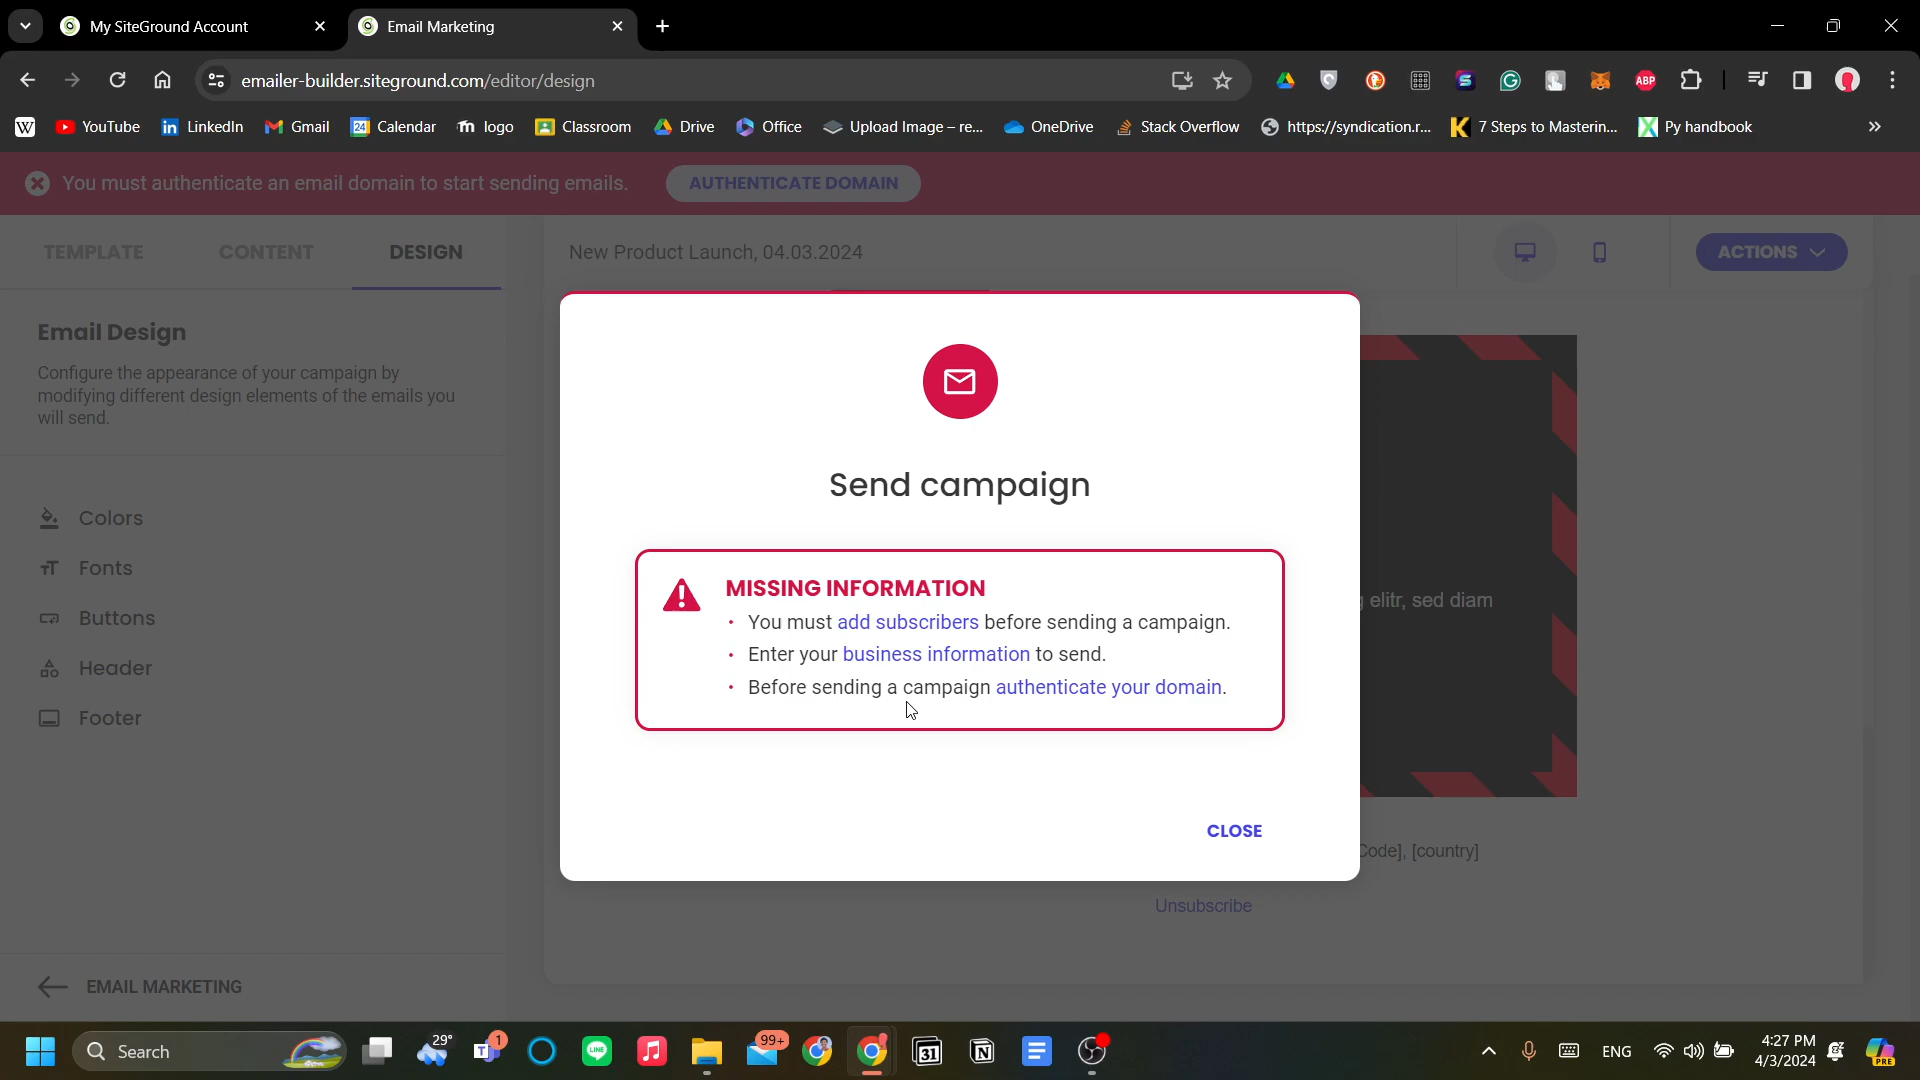 My SiteGround Account
Email Marketing
emailer-builder.siteground.com/editor/design
ABP
W YouTube LinkedIn Gmail 24 Calendar logo Classroom Drive Office Upload Image – re... OneDrive Stack Overflow https://syndication.r... 7 Steps to Masterin... Py handbook
You must authenticate an email domain to start sending emails. AUTHENTICATE DOMAIN
TEMPLATE CONTENT DESIGN
New Product Launch, 04.03.2024
ACTIONS
Email Design
Configure the appearance of your campaign by
modifying different design elements of the emails you
will send.
Colors
Fonts
Buttons
Header
Footer
EMAIL MARKETING
Send campaign
MISSING INFORMATION
• You must add subscribers before sending a campaign.
• Enter your business information to send.
• Before sending a campaign authenticate your domain.
CLOSE
elitr, sed diam
Code], [country]
Unsubscribe
Search
29°
1
LINE
99+
31
ENG
4:27 PM
4/3/2024
PRE